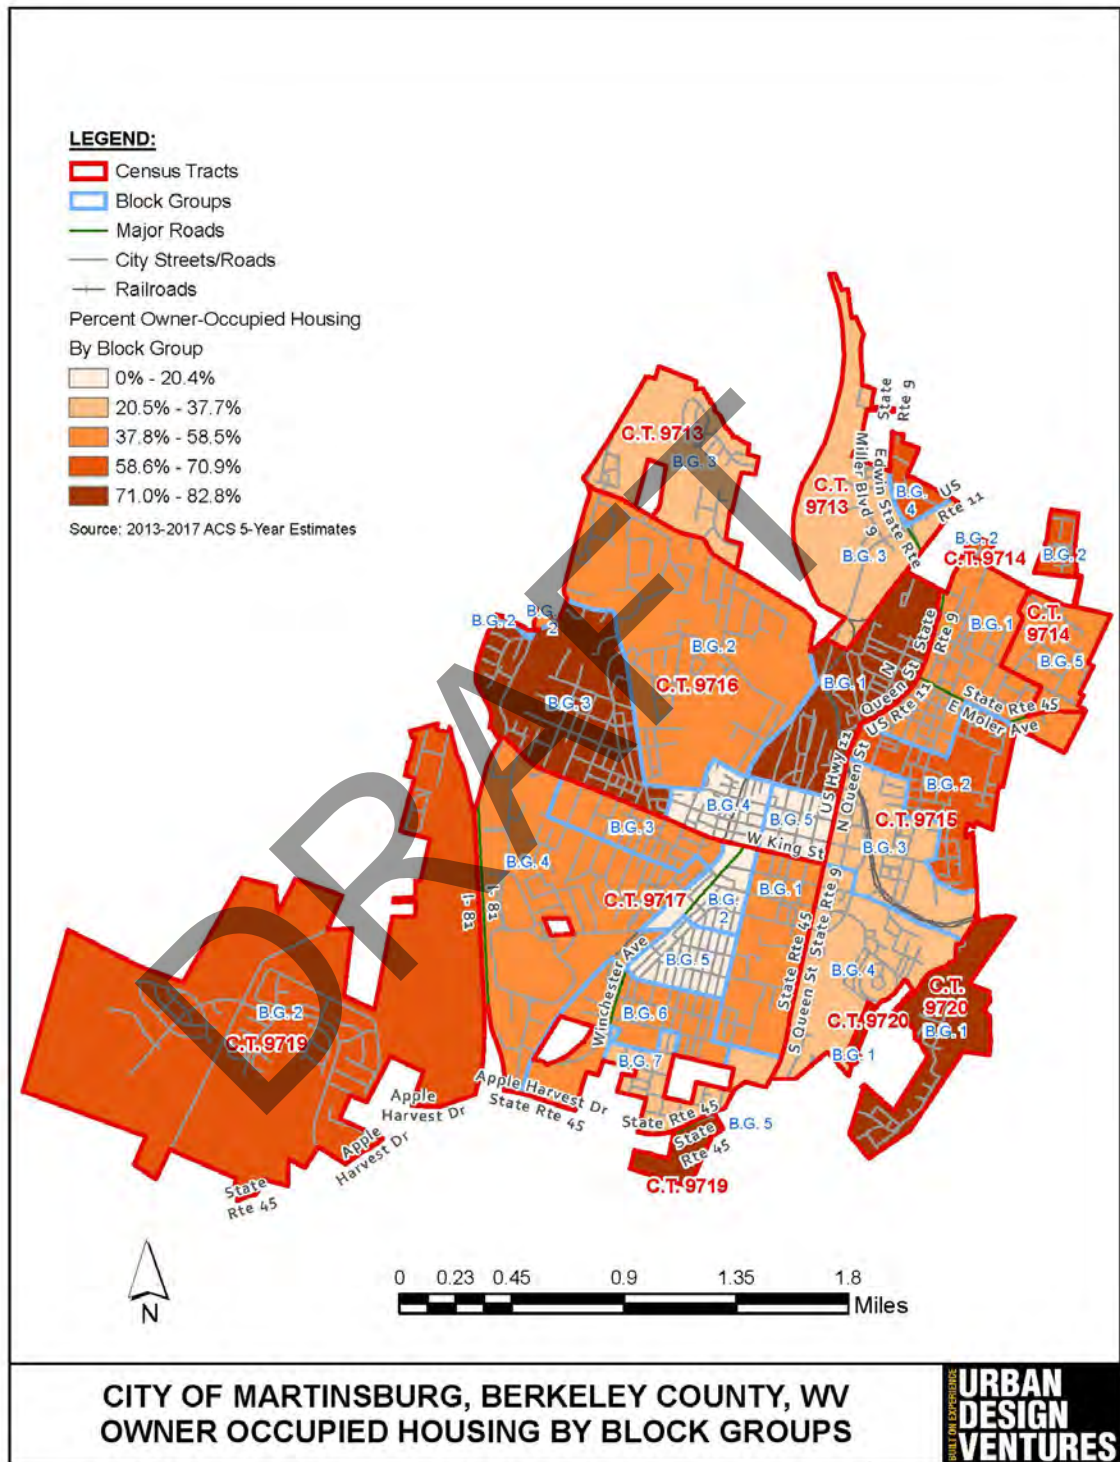 LEGEND:
Census Tracts
Block Groups
Major Roads
City Streets/Roads
Railroads
Percent Owner-Occupied Housing
By Block Group
0% - 20.4%
20.5% - 37.7%
37.8% - 58.5%
58.6% - 70.9%
71.0% - 82.8%
Source: 2013-2017 ACS 5-Year Estimates
DRAFT
State
Rte 9
C.T. 9713
B.G. 3
Miller Blvd 9
Edwin State Rte
C.T.
9713
B.G.
4
US
Rte 11
B.G. 3
B.G. 2
C.T. 9714
B.G. 2
B.G. 2
B.G.
2
B.G. 2
C.T. 9716
B.G. 3
B.G. 1
N
Queen St State
Rte 9
US Rte 11
B.G. 1
C.T.
9714
B.G. 5
State Rte 45
E Moler Ave
US Hwy 11
N Queen St
B.G. 2
C.T. 9715
B.G. 3
B.G. 4
B.G. 5
W King St
B.G. 3
B.G. 4
C.T. 9717
B.G.
2
B.G. 1
I- 81
I- 81
Winchester Ave
B.G. 5
State Rte 45
S Queen St State Rte 9
B.G. 4
C.T.
9720
B.G. 1
C.T. 9720
B.G. 1
B.G. 6
B.G. 7
B.G. 2
C.T. 9719
Apple
Harvest Dr
Apple
Harvest Dr
Apple Harvest Dr
State Rte 45
State Rte 45
State
Rte 45
B.G. 5
C.T. 9719
State
Rte 45
N
0 0.23 0.45 0.9 1.35 1.8
Miles
CITY OF MARTINSBURG, BERKELEY COUNTY, WV
OWNER OCCUPIED HOUSING BY BLOCK GROUPS
BUILT ON EXPERIENCE
URBAN
DESIGN
VENTURES